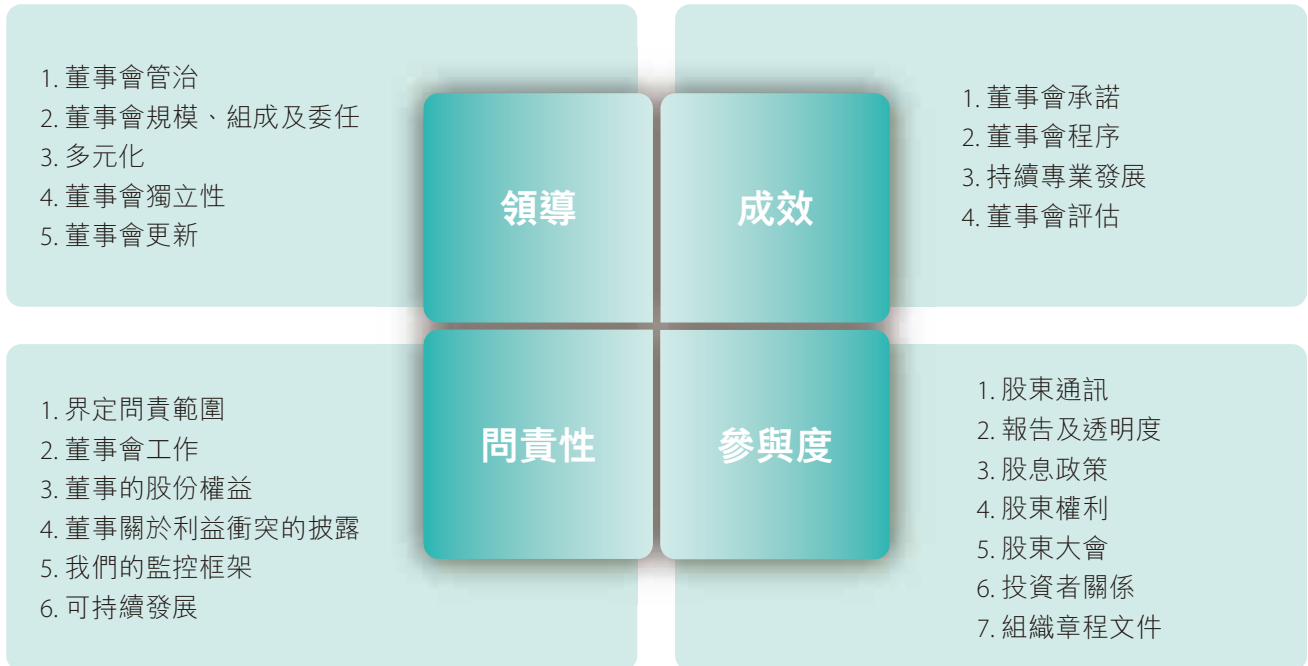 1. 董事會管治
2. 董事會規模、組成及委任
3. 多元化
4. 董事會獨立性
5. 董事會更新
領導
成效
1. 董事會承諾
2. 董事會程序
3. 持續專業發展
4. 董事會評估
1. 界定問責範圍
2. 董事會工作
3. 董事的股份權益
4. 董事關於利益衝突的披露
5. 我們的監控框架
6. 可持續發展
問責性
參與度
1. 股東通訊
2. 報告及透明度
3. 股息政策
4. 股東權利
5. 股東大會
6. 投資者關係
7. 組織章程文件